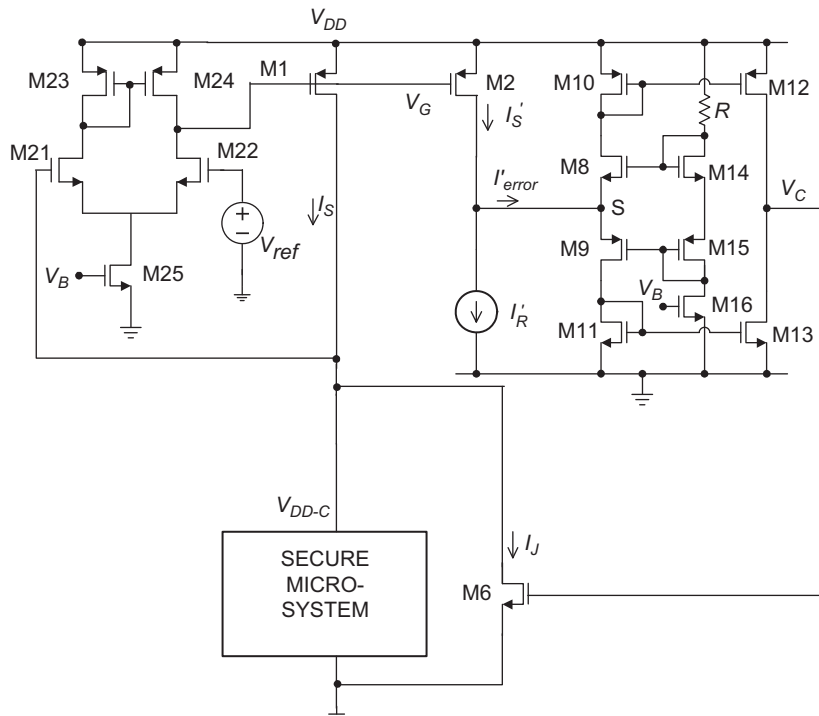 V_DD
M23
M24
M1
V_G
M2
I_S'
M10
R
M12
M21
M22
M8
M14
I'_error
S
V_C
I_S
+
−
V_ref
M9
M15
V_B
M25
I_R'
V_B
M16
M11
M13
V_DD-C
SECURE
MICRO-
SYSTEM
I_J
M6